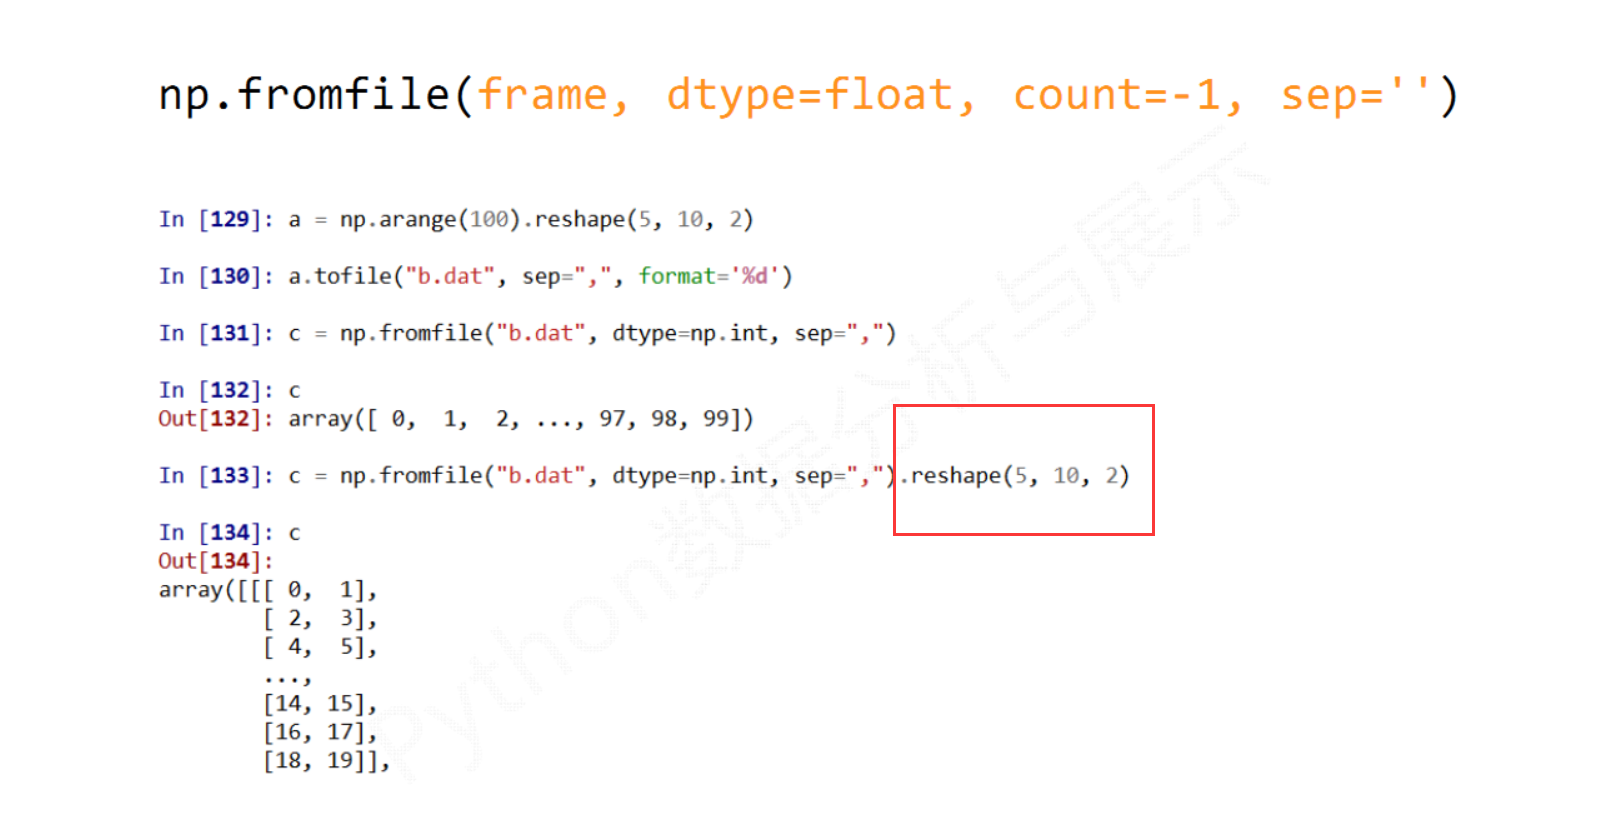 np.fromfile(frame, dtype=float, count=-1, sep='')
In [129]: a = np.arange(100).reshape(5, 10, 2)
In [130]: a.tofile("b.dat", sep=",", format='%d')
In [131]: c = np.fromfile("b.dat", dtype=np.int, sep=",")
In [132]: c
Out[132]: array([ 0,  1,  2, ..., 97, 98, 99])
In [133]: c = np.fromfile("b.dat", dtype=np.int, sep=",").reshape(5, 10, 2)
In [134]: c
Out[134]:
array([[[ 0,  1],
        [ 2,  3],
        [ 4,  5],
        ...,
        [14, 15],
        [16, 17],
        [18, 19]],
Python数据分析与展示